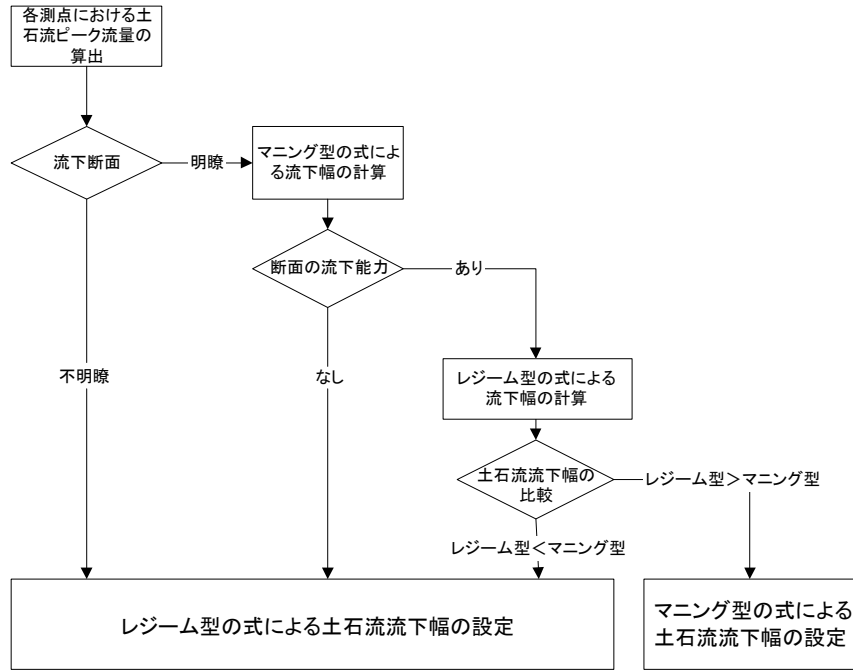 各測点における土
石流ピーク流量の
算出
流下断面
明瞭
マニング型の式によ
る流下幅の計算
断面の流下能力
あり
不明瞭
なし
レジーム型の式による
流下幅の計算
土石流流下幅の
比較
レジーム型＞マニング型
レジーム型＜マニング型
レジーム型の式による土石流流下幅の設定
マニング型の式による
土石流流下幅の設定